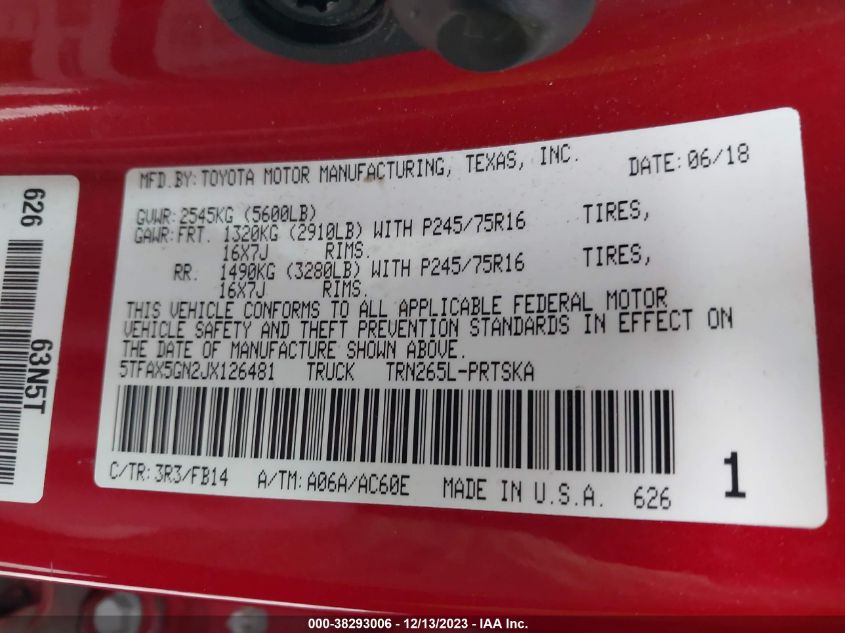 MFD.BY:TOYOTA MOTOR MANUFACTURING, TEXAS, INC. DATE:06/18
GVWR:2545KG (5600LB)
GAWR:FRT. 1320KG (2910LB) WITH P245/75R16 TIRES,
16X7J RIMS.
RR. 1490KG (3280LB) WITH P245/75R16 TIRES,
16X7J RIMS.
THIS VEHICLE CONFORMS TO ALL APPLICABLE FEDERAL MOTOR
VEHICLE SAFETY AND THEFT PREVENTION STANDARDS IN EFFECT ON
THE DATE OF MANUFACTURE SHOWN ABOVE.
5TFAX5GN2JX126481 TRUCK TRN265L-PRTSKA
C/TR:3R3/FB14 A/TM:A06A/AC60E MADE IN U.S.A. 626
1
626
63N5T
000-38293006 - 12/13/2023 - IAA Inc.